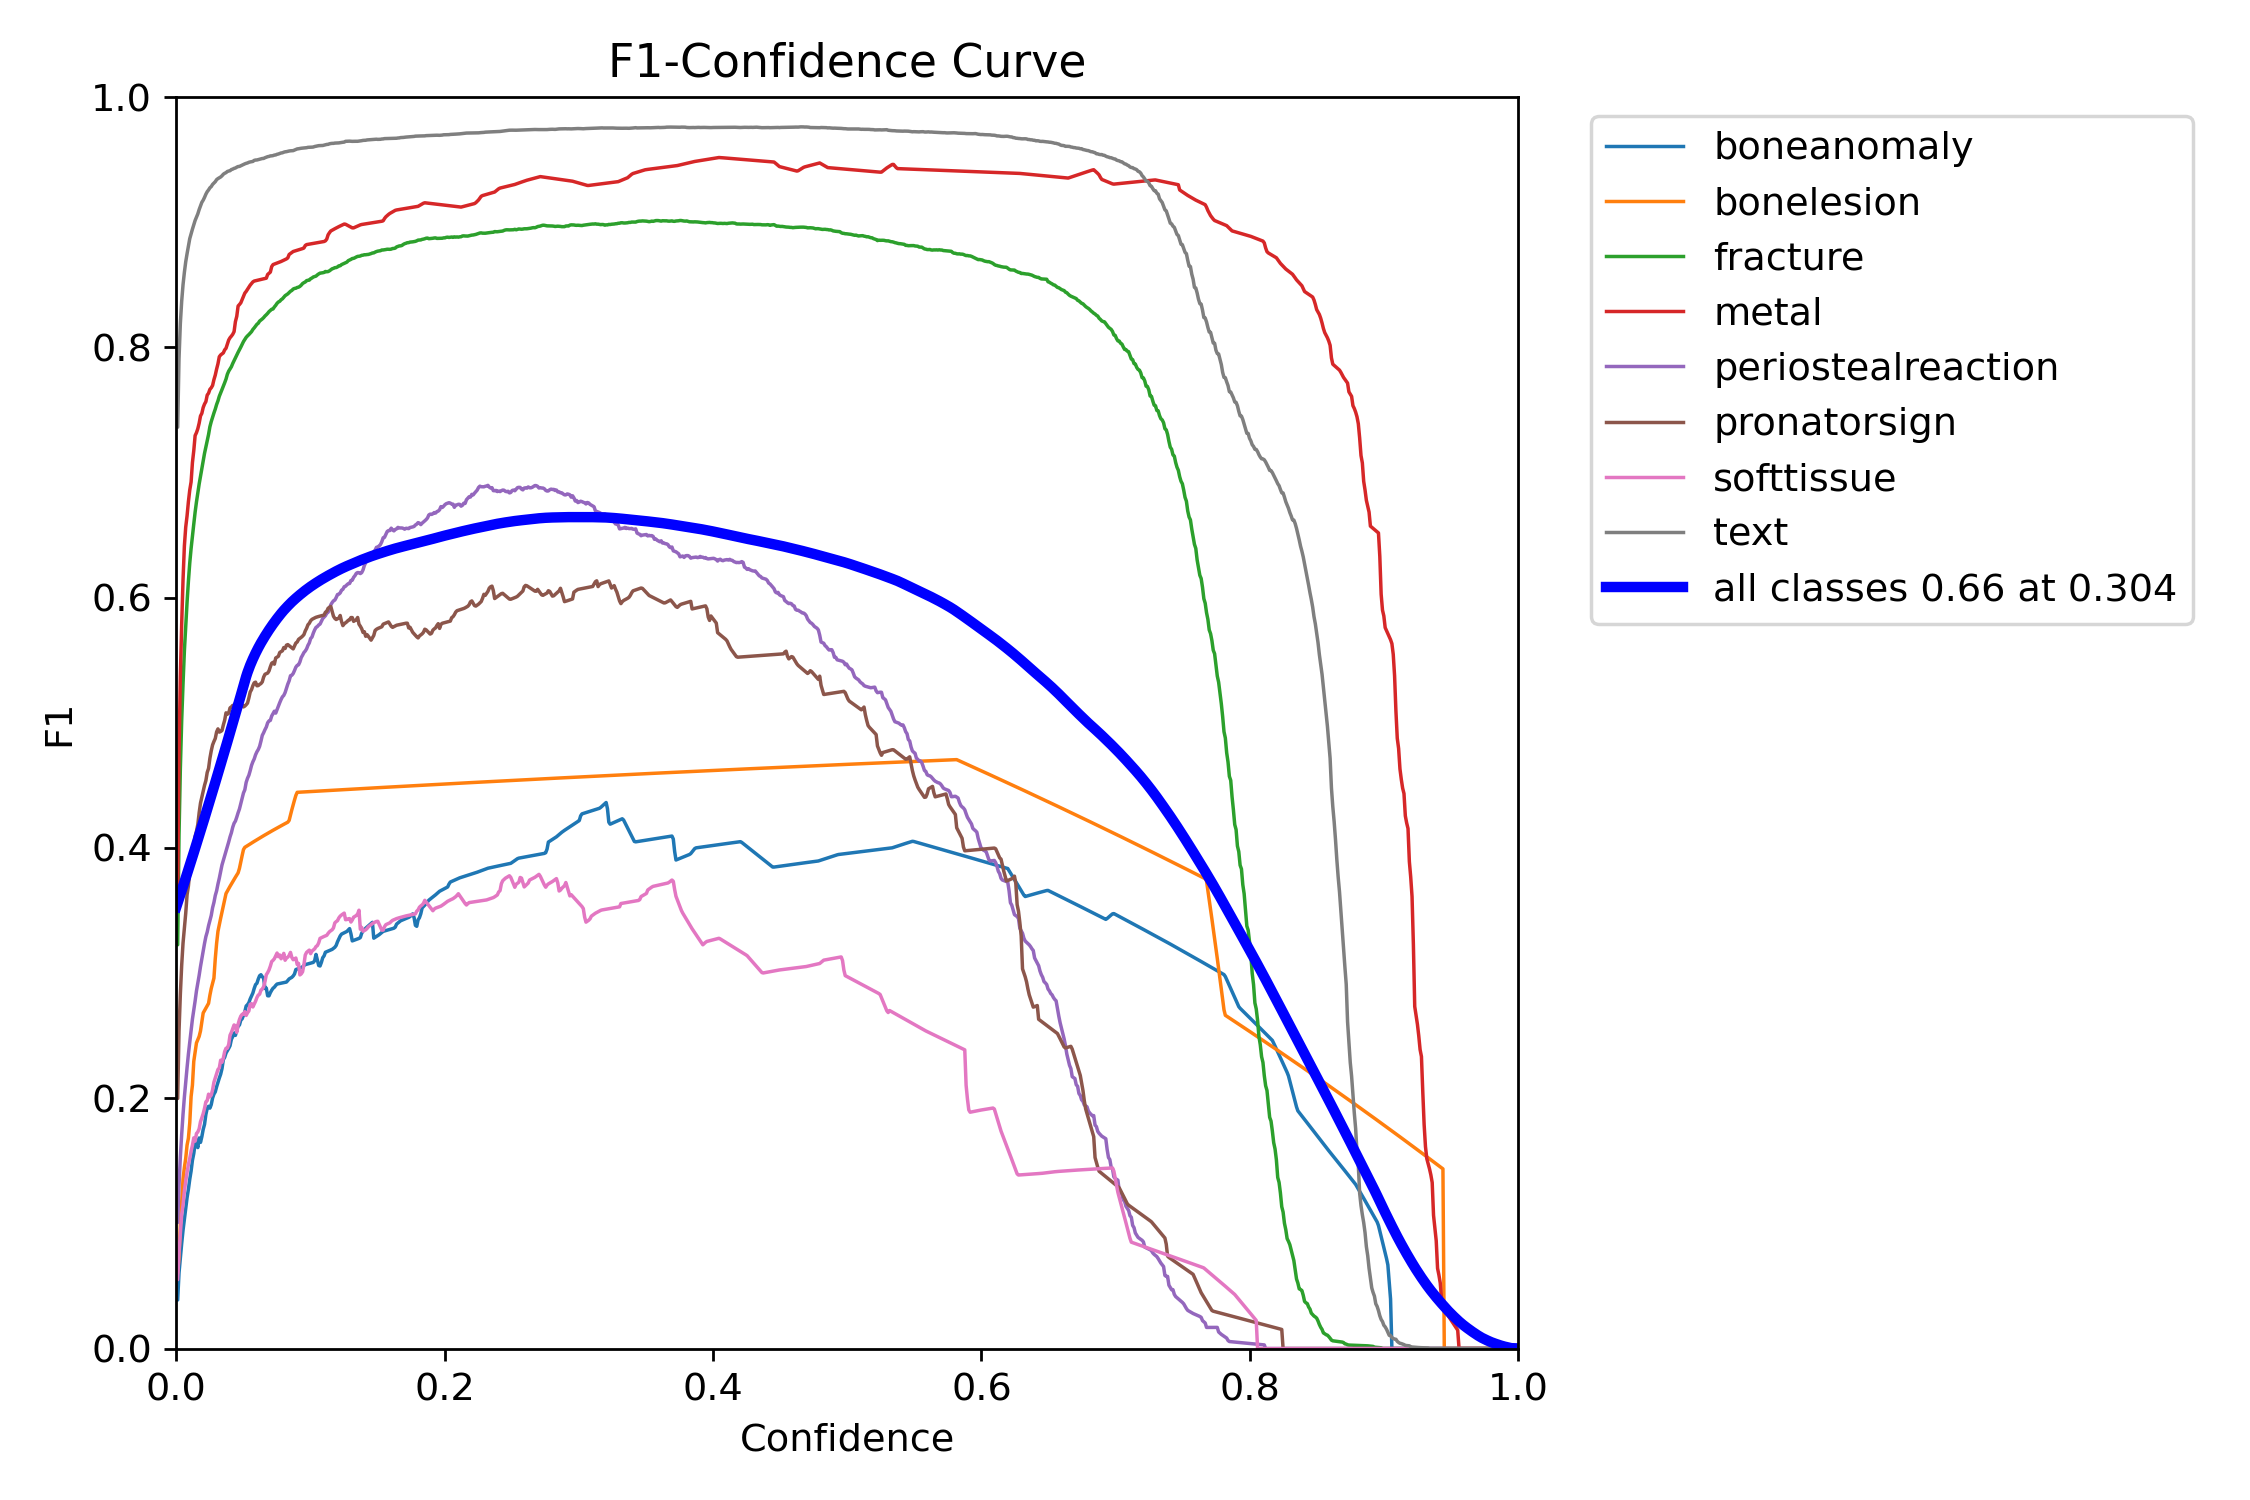 F1-Confidence Curve
1.0
0.8
0.6
0.4
0.2
0.0
F1
0.0 0.2 0.4 0.6 0.8 1.0
Confidence
boneanomaly
bonelesion
fracture
metal
periostealreaction
pronatorsign
softtissue
text
all classes 0.66 at 0.304